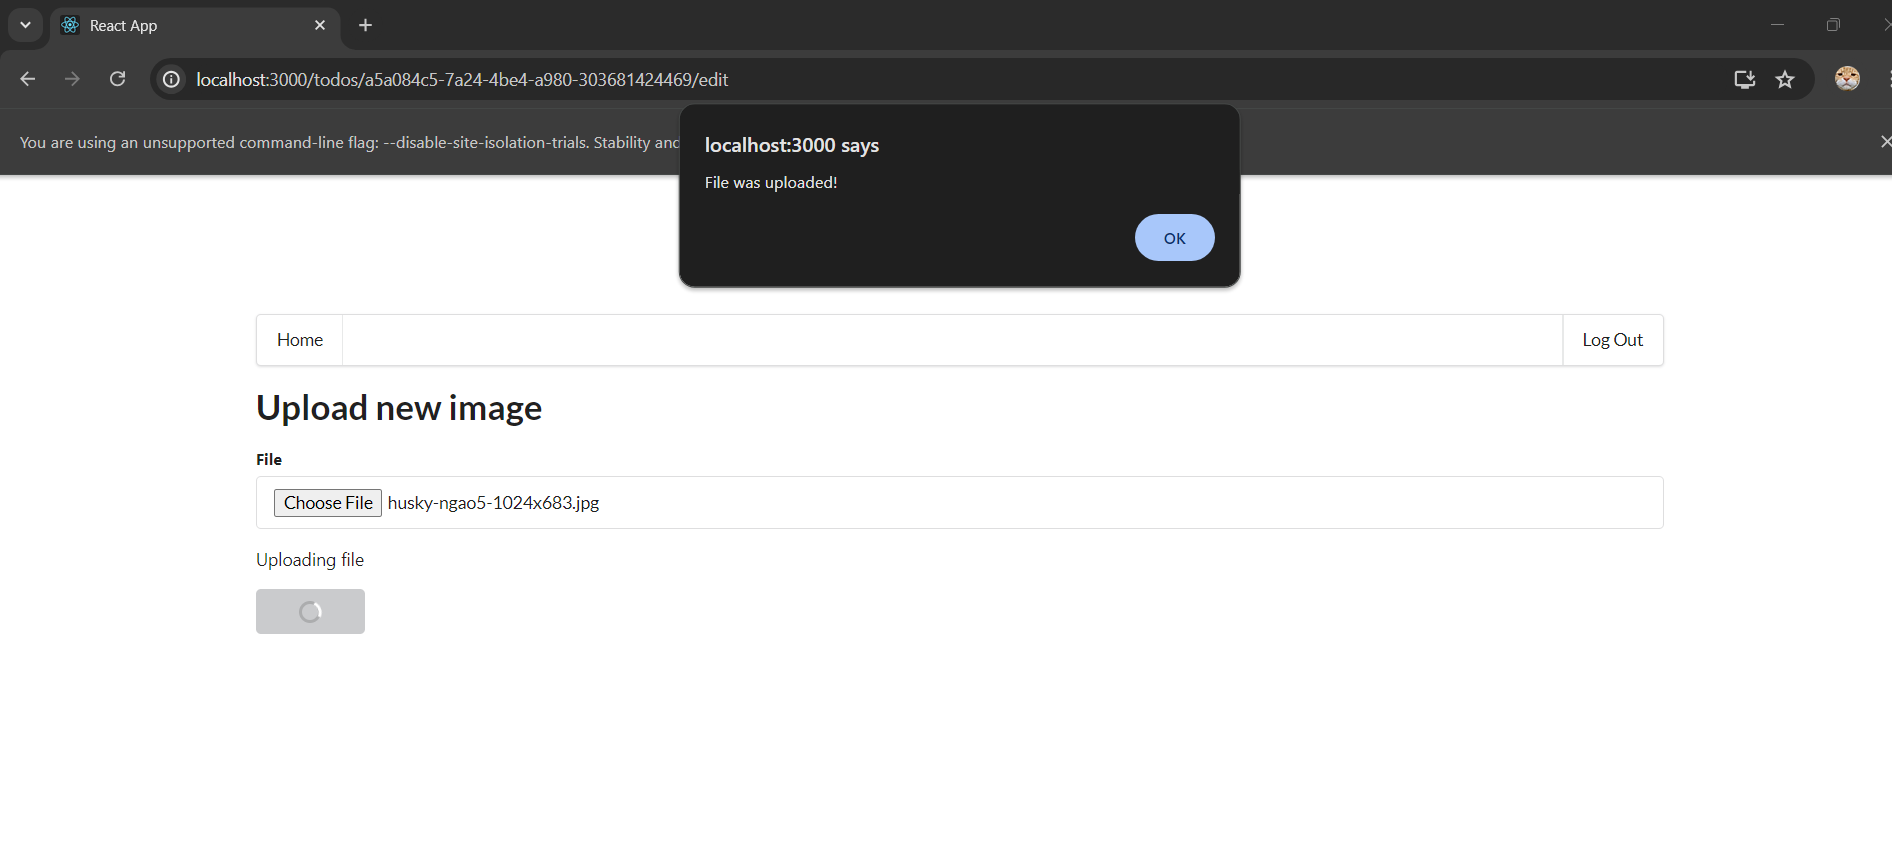 React App
localhost:3000/todos/a5a084c5-7a24-4be4-a980-303681424469/edit
You are using an unsupported command-line flag: --disable-site-isolation-trials. Stability and
localhost:3000 says
File was uploaded!
OK
Home
Log Out
Upload new image
File
Choose File husky-ngao5-1024x683.jpg
Uploading file